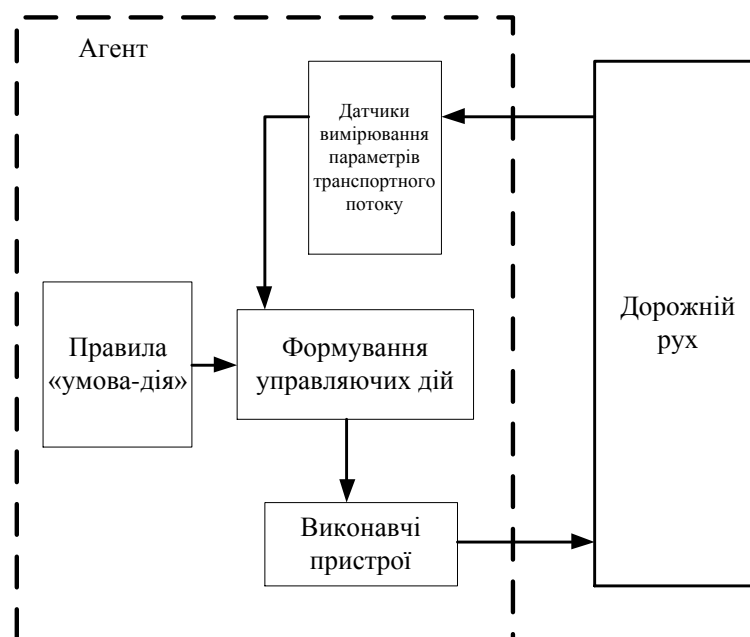 Агент
Датчики
вимірювання
параметрів
транспортного
потоку
Дорожній
рух
Правила
«умова-дія»
Формування
управляючих дій
Виконавчі
пристрої